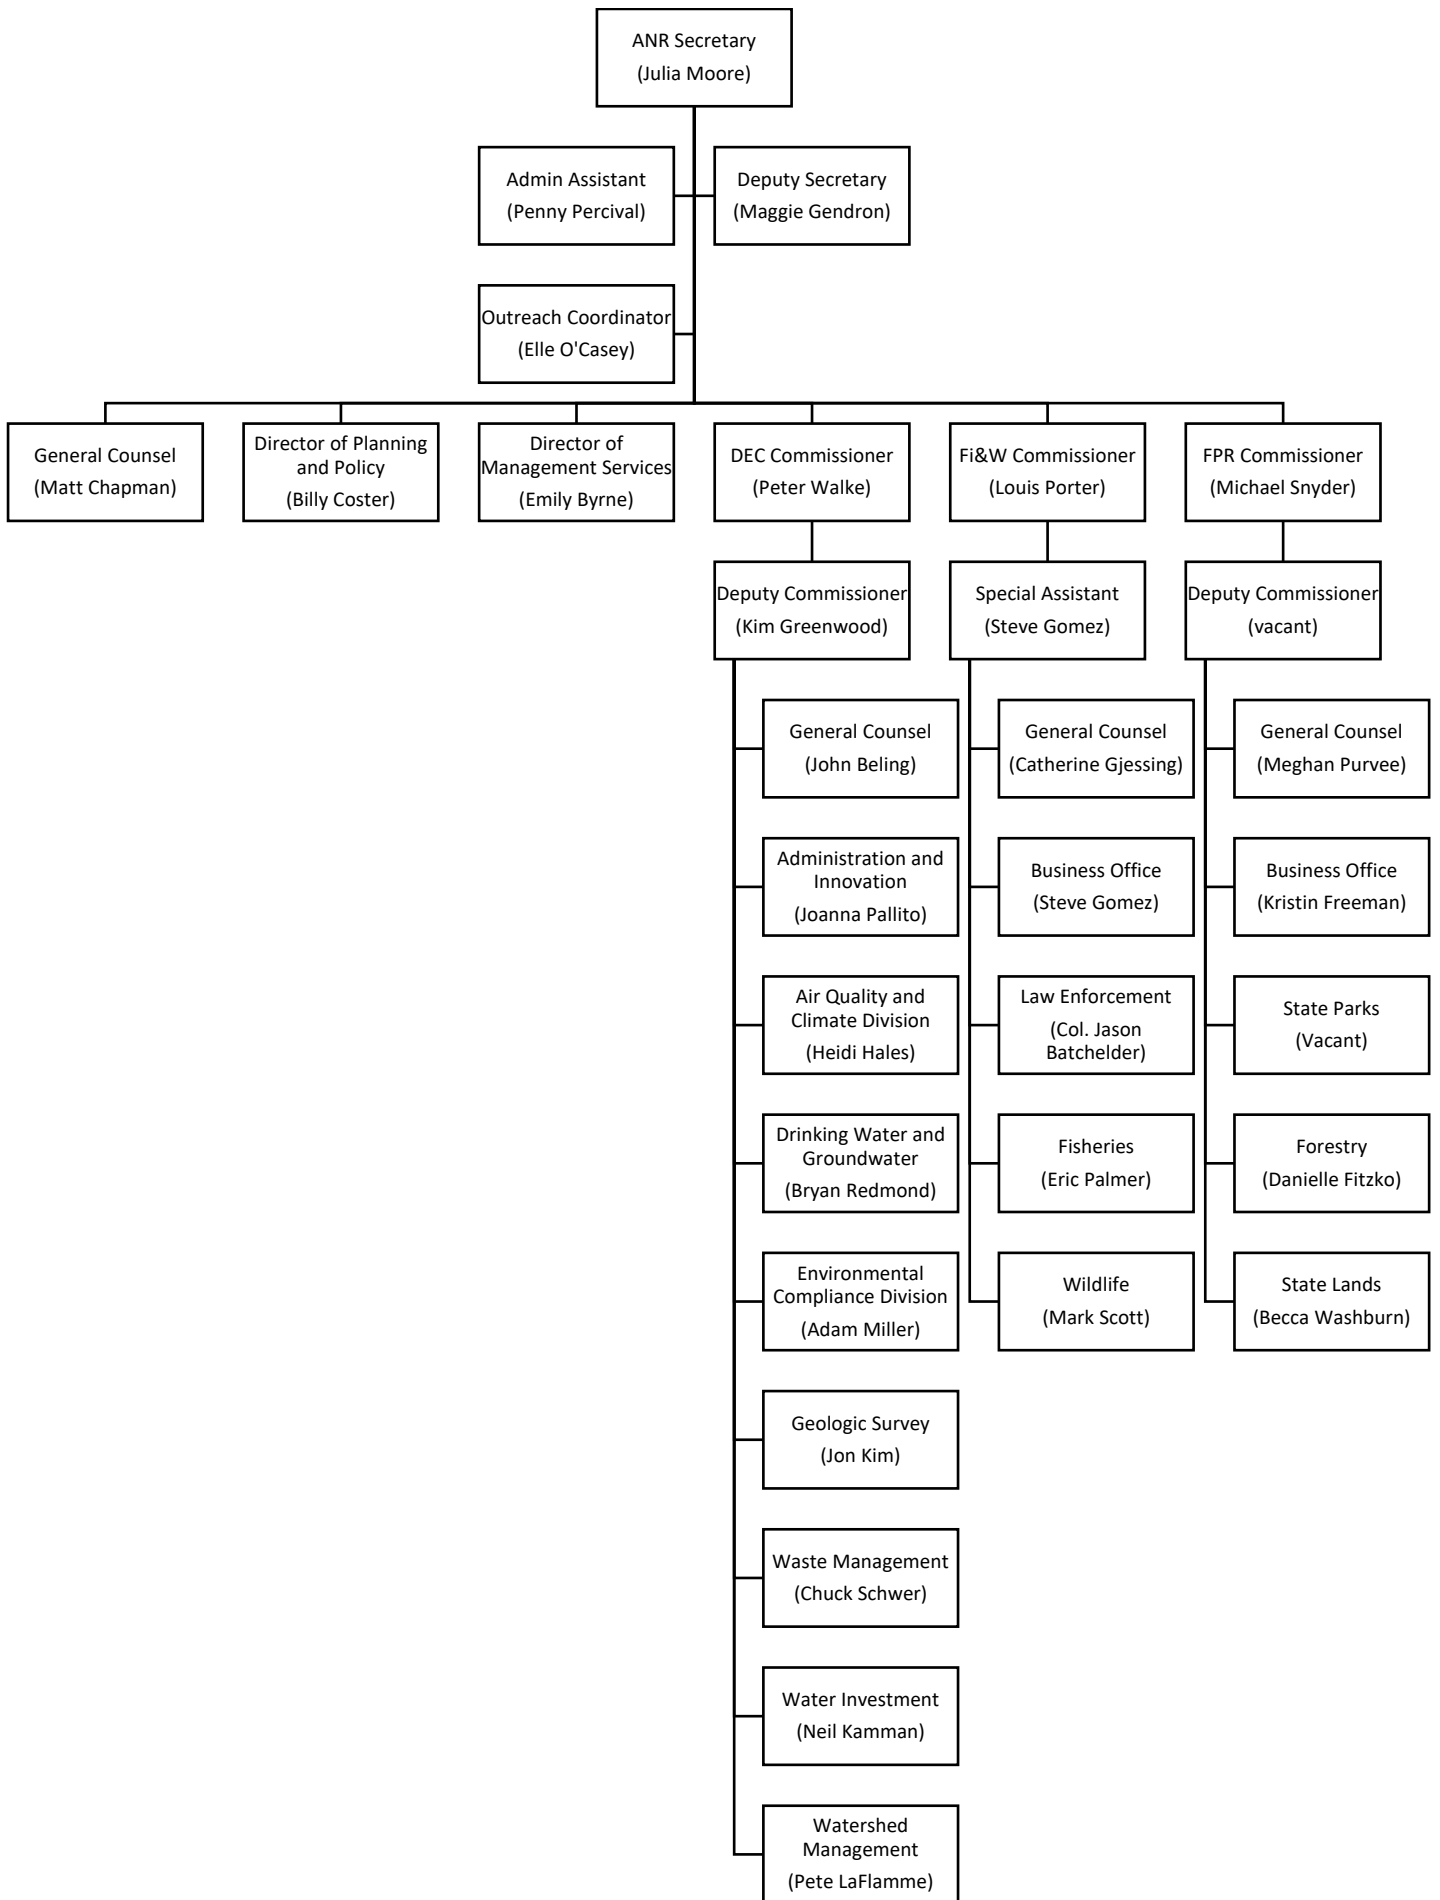 ANR Secretary
(Julia Moore)
Admin Assistant
(Penny Percival)
Deputy Secretary
(Maggie Gendron)
Outreach Coordinator
(Elle O'Casey)
General Counsel
(Matt Chapman)
Director of Planning
and Policy
(Billy Coster)
Director of
Management Services
(Emily Byrne)
DEC Commissioner
(Peter Walke)
Fi&W Commissioner
(Louis Porter)
FPR Commissioner
(Michael Snyder)
Deputy Commissioner
(Kim Greenwood)
Special Assistant
(Steve Gomez)
Deputy Commissioner
(vacant)
General Counsel
(John Beling)
Administration and
Innovation
(Joanna Pallito)
Air Quality and
Climate Division
(Heidi Hales)
Drinking Water and
Groundwater
(Bryan Redmond)
Environmental
Compliance Division
(Adam Miller)
Geologic Survey
(Jon Kim)
Waste Management
(Chuck Schwer)
Water Investment
(Neil Kamman)
Watershed
Management
(Pete LaFlamme)
General Counsel
(Catherine Gjessing)
Business Office
(Steve Gomez)
Law Enforcement
(Col. Jason
Batchelder)
Fisheries
(Eric Palmer)
Wildlife
(Mark Scott)
General Counsel
(Meghan Purvee)
Business Office
(Kristin Freeman)
State Parks
(Vacant)
Forestry
(Danielle Fitzko)
State Lands
(Becca Washburn)